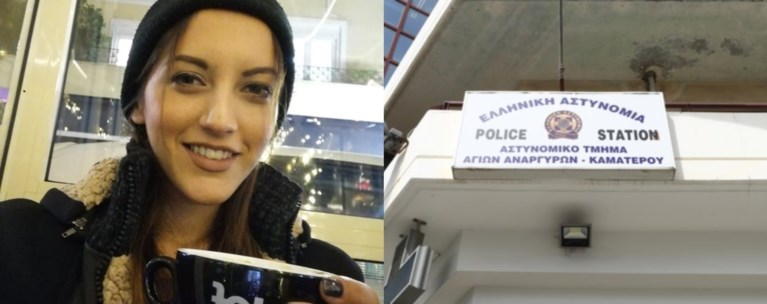 ΕΛΛΗΝΙΚΗ ΑΣΤΥΝΟΜΙΑ
POLICE STATION
ΑΣΤΥΝΟΜΙΚΟ ΤΜΗΜΑ
ΑΓΙΩΝ ΑΝΑΡΓΥΡΩΝ - ΚΑΜΑΤΕΡΟΥ